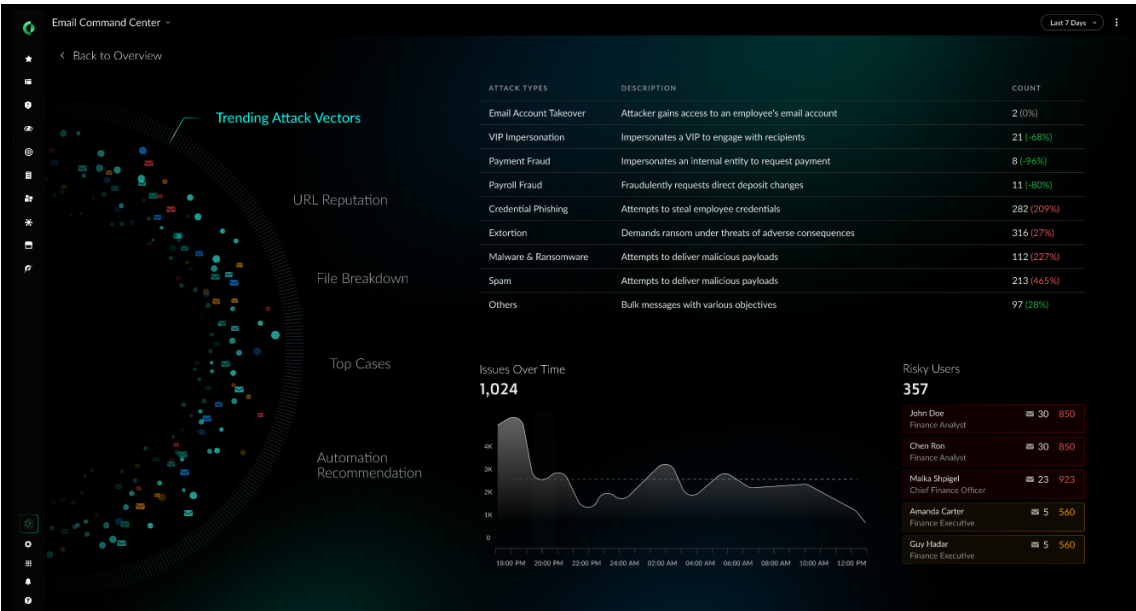 Email Command Center
Last 7 Days
Back to Overview
Trending Attack Vectors
URL Reputation
File Breakdown
Top Cases
Automation
Recommendation
ATTACK TYPES DESCRIPTION COUNT
Email Account Takeover Attacker gains access to an employee's email account 2 (0%)
VIP Impersonation Impersonates a VIP to engage with recipients 21 (-68%)
Payment Fraud Impersonates an internal entity to request payment 8 (-96%)
Payroll Fraud Fraudulently requests direct deposit changes 11 (-80%)
Credential Phishing Attempts to steal employee credentials 282 (209%)
Extortion Demands ransom under threats of adverse consequences 316 (27%)
Malware & Ransomware Attempts to deliver malicious payloads 112 (227%)
Spam Attempts to deliver malicious payloads 213 (465%)
Others Bulk messages with various objectives 97 (28%)
Issues Over Time
1,024
4K
3K
2K
1K
0
18:00 PM 20:00 PM 22:00 PM 24:00 AM 02:00 AM 04:00 AM 06:00 AM 08:00 AM 10:00 AM 12:00 PM
Risky Users
357
John Doe 30 850
Finance Analyst
Chen Ron 30 850
Finance Analyst
Malka Shpigel 23 923
Chief Finance Officer
Amanda Carter 5 560
Finance Executive
Guy Hadar 5 560
Finance Executive